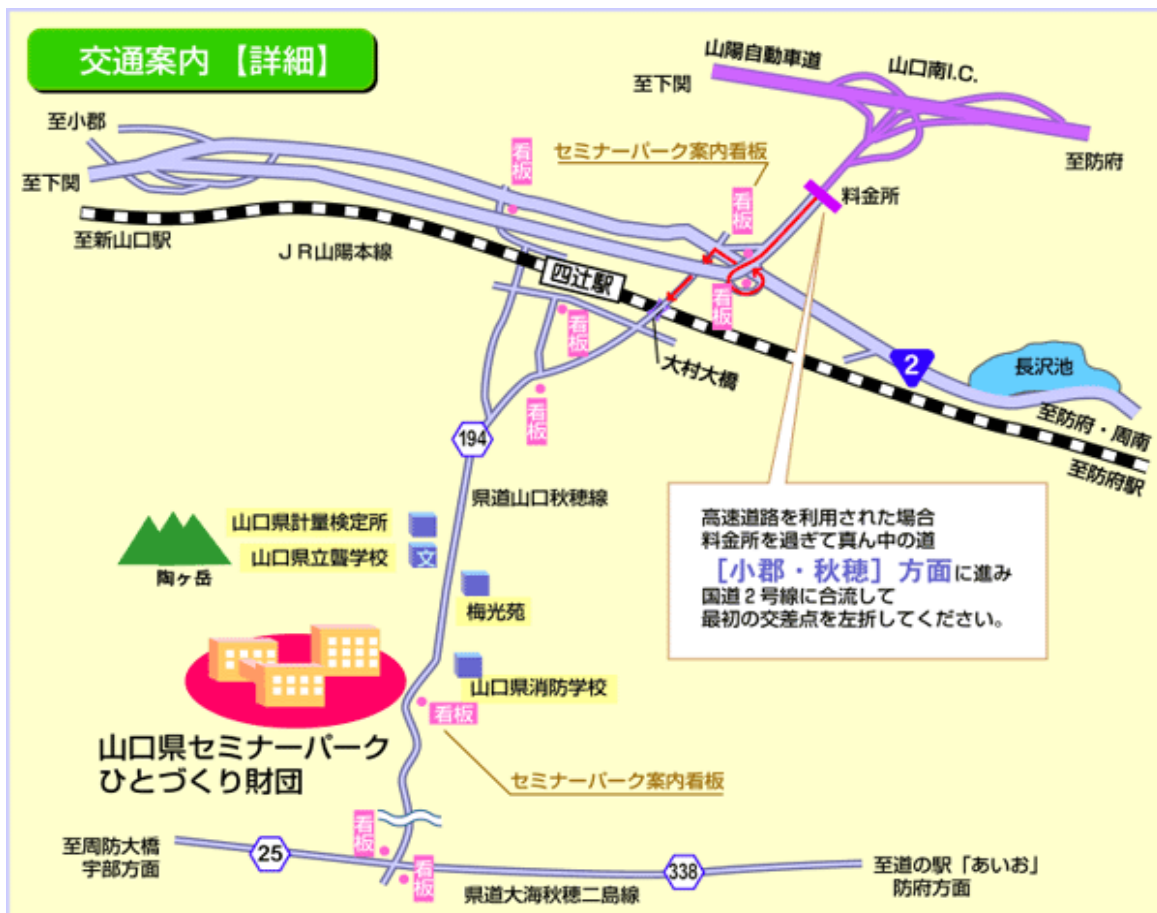 交通案内【詳細】
山陽自動車道
山口南I.C.
至下関
至防府
至小郡
至下関
看板
セミナーパーク案内看板
看板
料金所
至新山口駅
ＪＲ山陽本線
四辻駅
看板
看板
大村大橋
2
長沢池
至防府・周南
至防府駅
看板
194
県道山口秋穂線
高速道路を利用された場合
料金所を過ぎて真ん中の道
［小郡・秋穂］方面に進み
国道２号線に合流して
最初の交差点を左折してください。
山口県計量検定所
山口県立聾学校
文
陶ヶ岳
梅光苑
山口県消防学校
看板
山口県セミナーパーク
ひとづくり財団
セミナーパーク案内看板
看板
至周防大橋
宇部方面
25
看板
県道大海秋穂二島線
338
至道の駅「あいお」
防府方面